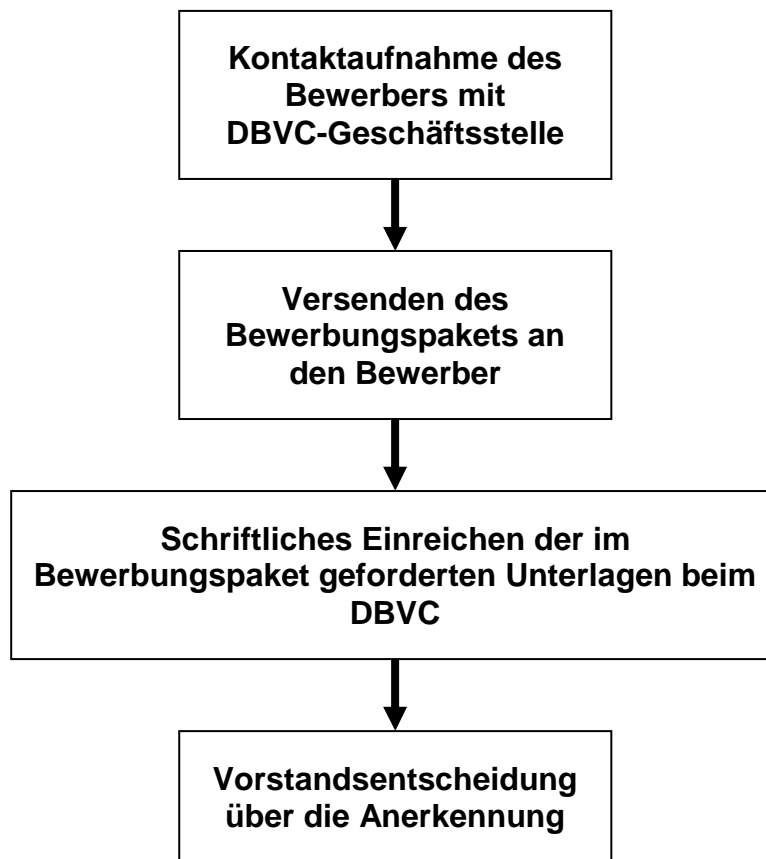 Kontaktaufnahme des
Bewerbers mit
DBVC-Geschäftsstelle
Versenden des
Bewerbungspakets an
den Bewerber
Schriftliches Einreichen der im
Bewerbungspaket geforderten Unterlagen beim
DBVC
Vorstandsentscheidung
über die Anerkennung